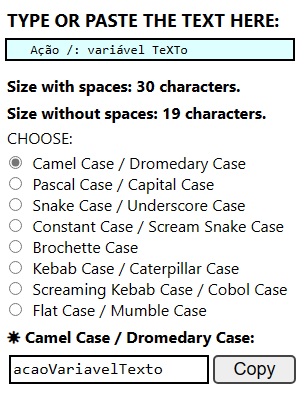 TYPE OR PASTE THE TEXT HERE:
Ação /: variável TeXTo
Size with spaces: 30 characters.
Size without spaces: 19 characters.
CHOOSE:
Camel Case / Dromedary Case
Pascal Case / Capital Case
Snake Case / Underscore Case
Constant Case / Scream Snake Case
Brochette Case
Kebab Case / Caterpillar Case
Screaming Kebab Case / Cobol Case
Flat Case / Mumble Case
✷ Camel Case / Dromedary Case:
acaoVariavelTexto Copy